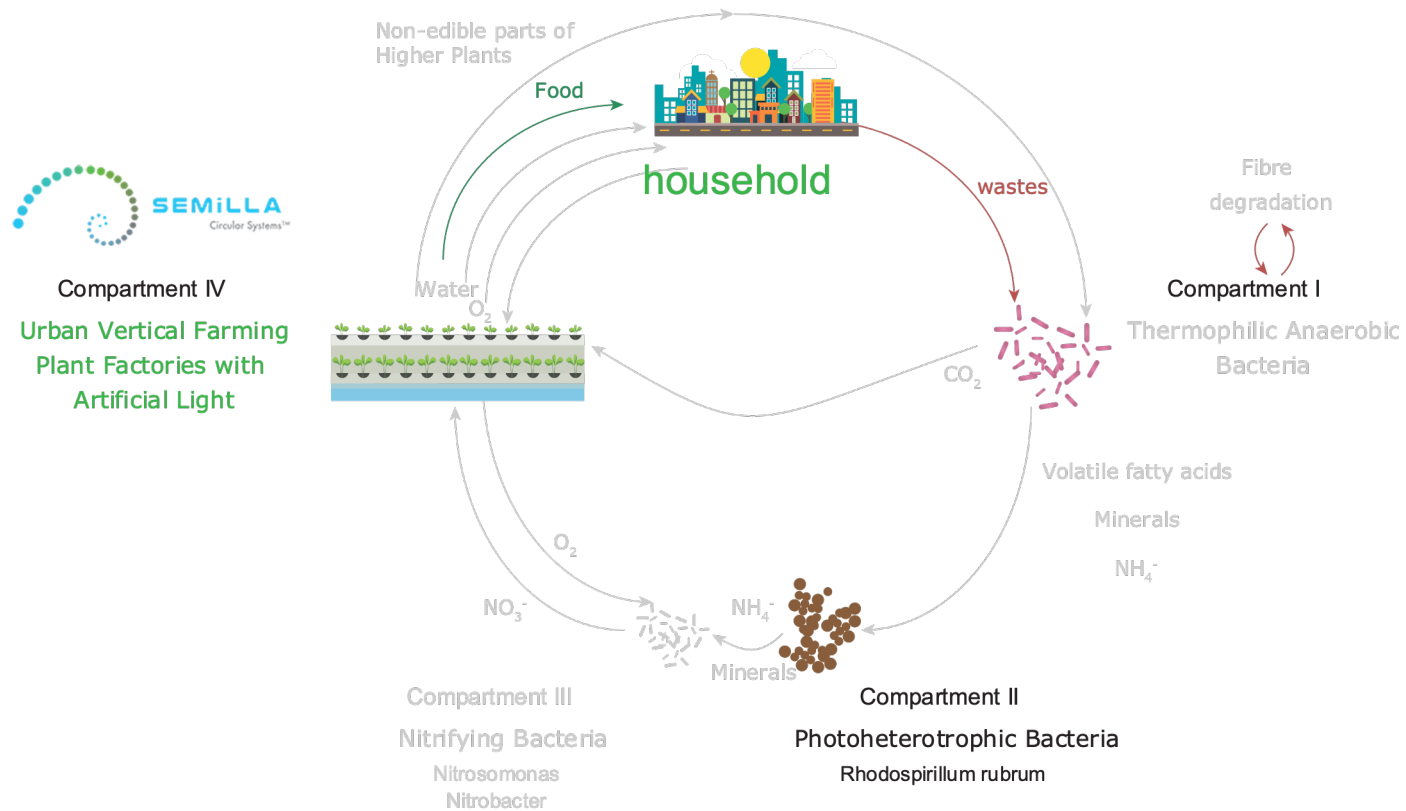 Non-edible parts of
Higher Plants
Food
household
wastes
Fibre
degradation
SEMiLLA
Circular Systems™
Compartment IV
Urban Vertical Farming
Plant Factories with
Artificial Light
Water
O₂
Compartment I
Thermophilic Anaerobic
Bacteria
CO₂
Volatile fatty acids
Minerals
NH₄⁻
O₂
NO₃⁻
NH₄⁻
Minerals
Compartment III
Nitrifying Bacteria
Nitrosomonas
Nitrobacter
Compartment II
Photoheterotrophic Bacteria
Rhodospirillum rubrum